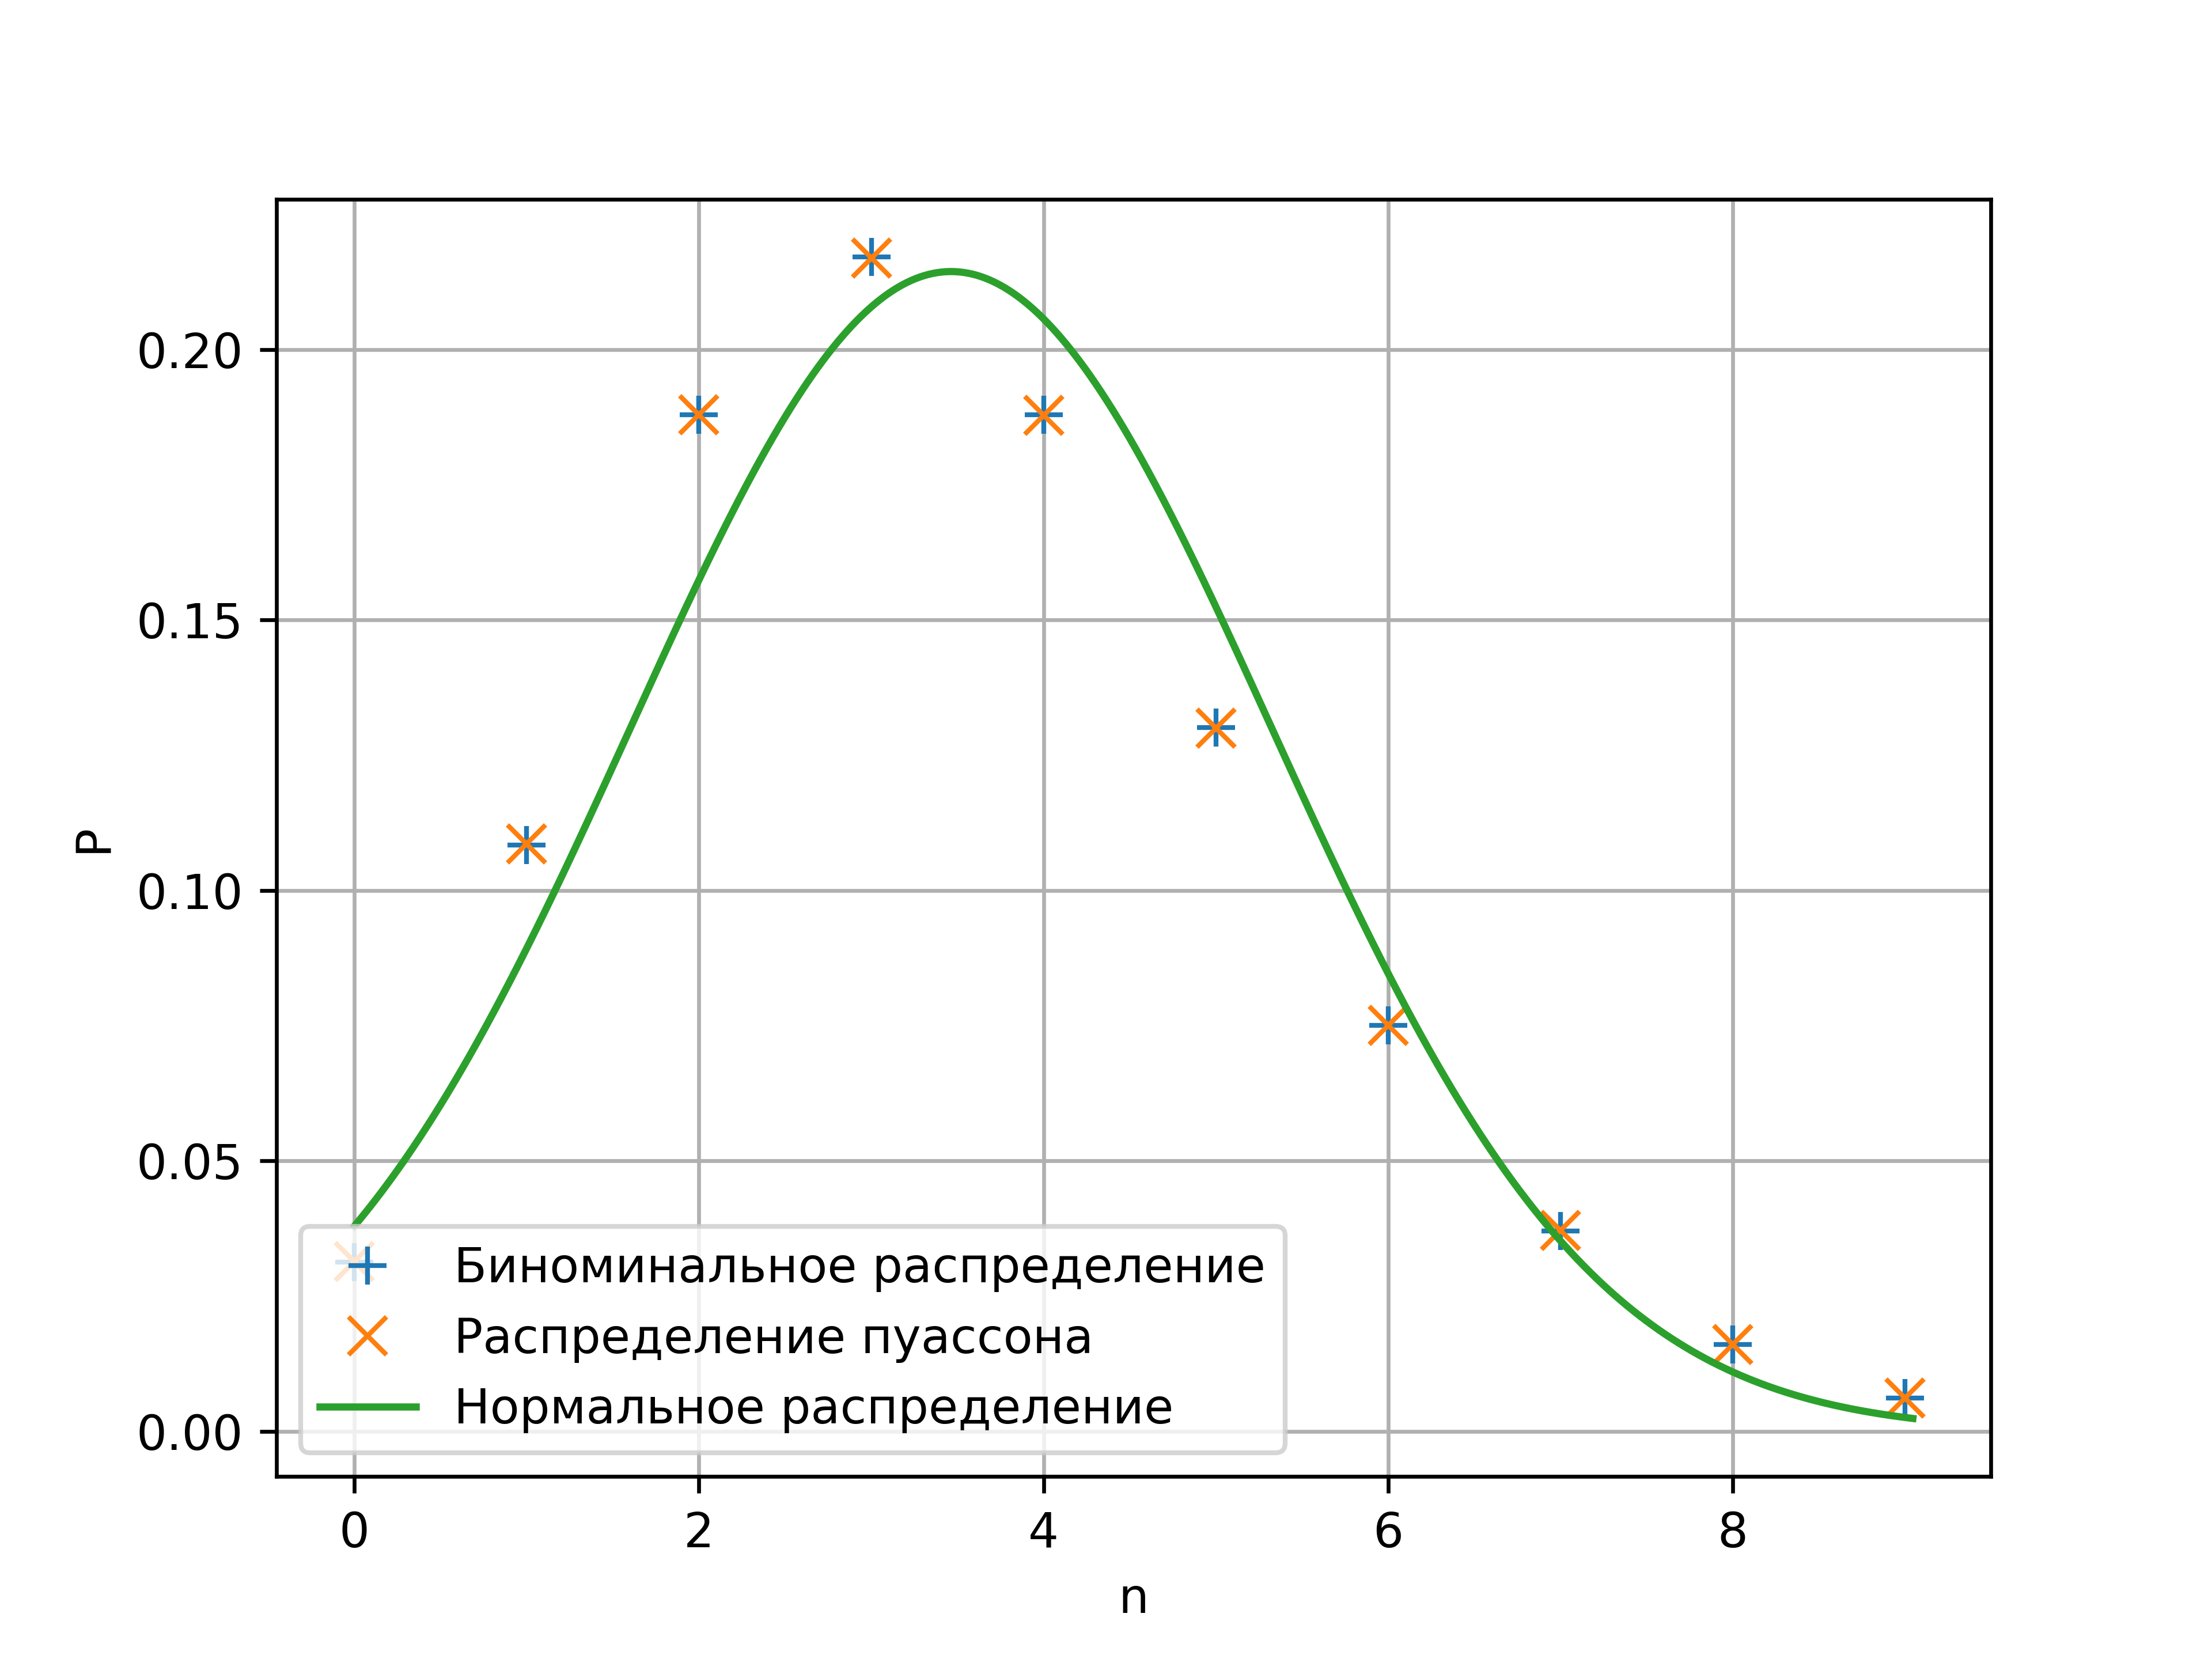 0.20
0.15
0.10
0.05
0.00
P
Биноминальное распределение
Распределение пуассона
Нормальное распределение
0 2 4 6 8
n